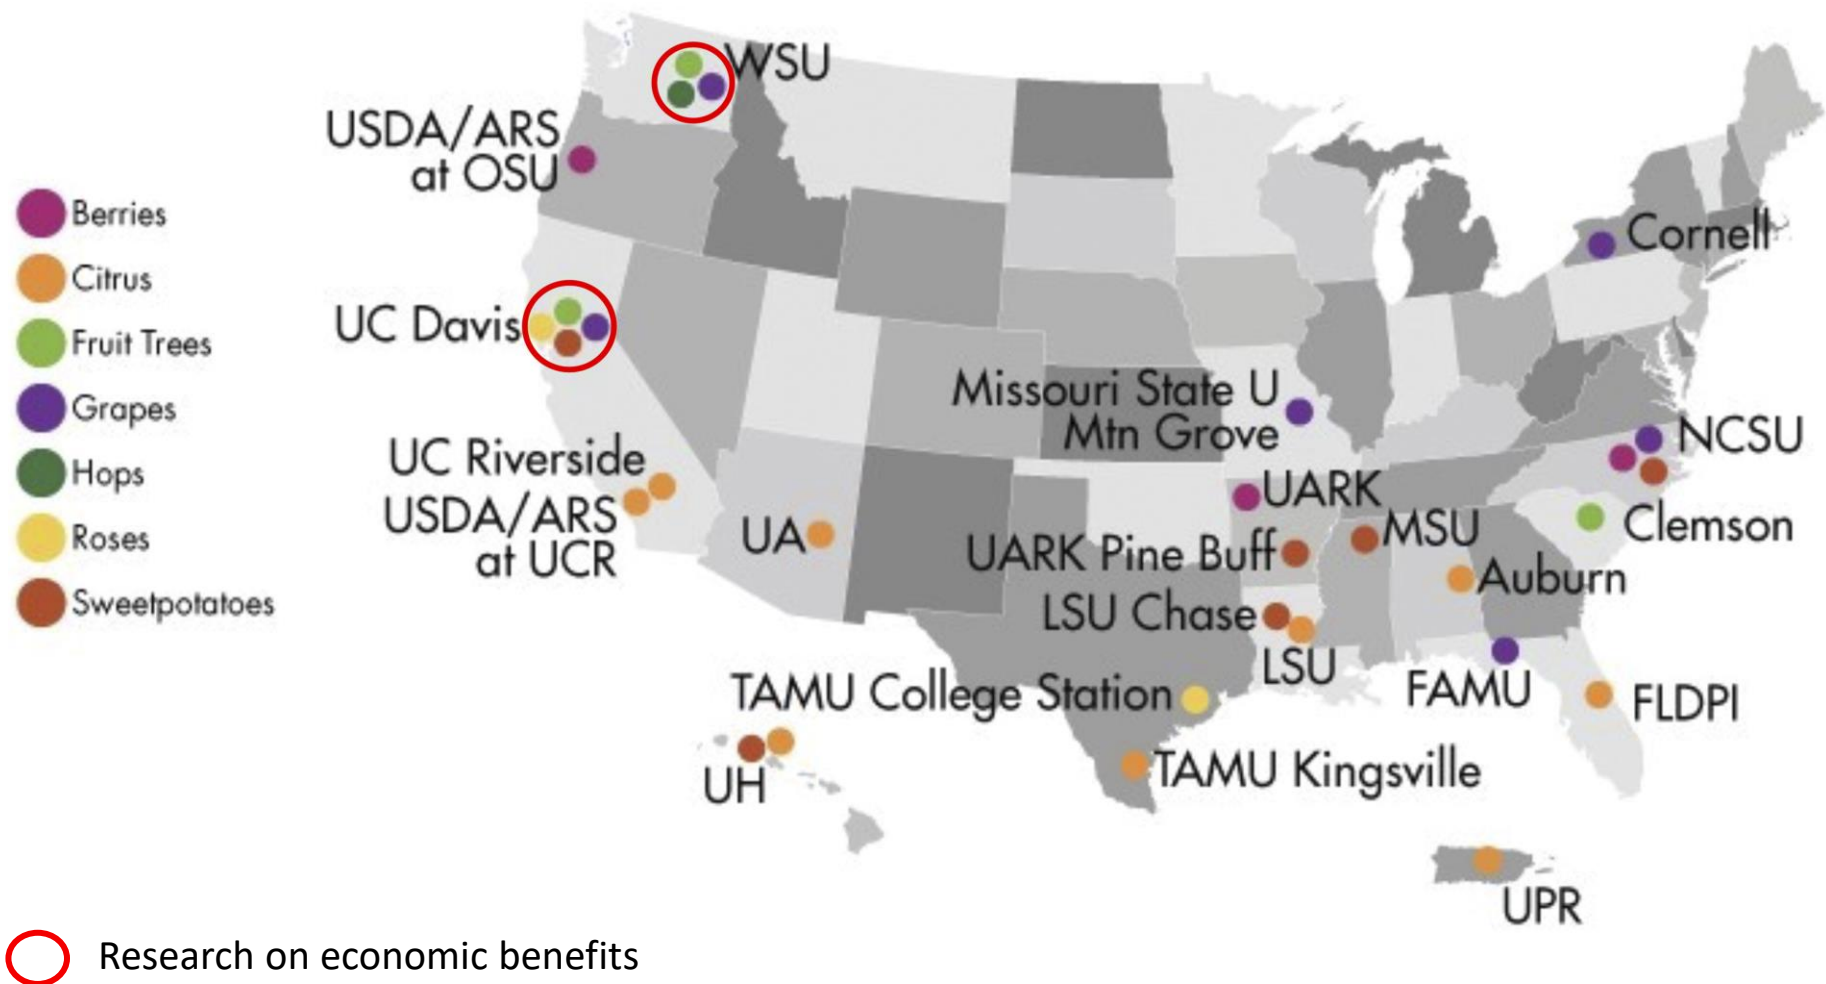 WSU
USDA/ARS
at OSU
Berries
Citrus
Fruit Trees
Grapes
Hops
Roses
Sweetpotatoes
Cornell
UC Davis
Missouri State U
Mtn Grove
NCSU
UC Riverside
USDA/ARS
at UCR
UA
UARK
UARK Pine Buff
MSU
Clemson
Auburn
LSU Chase
LSU
TAMU College Station
FAMU
FLDPI
UH
TAMU Kingsville
UPR
Research on economic benefits